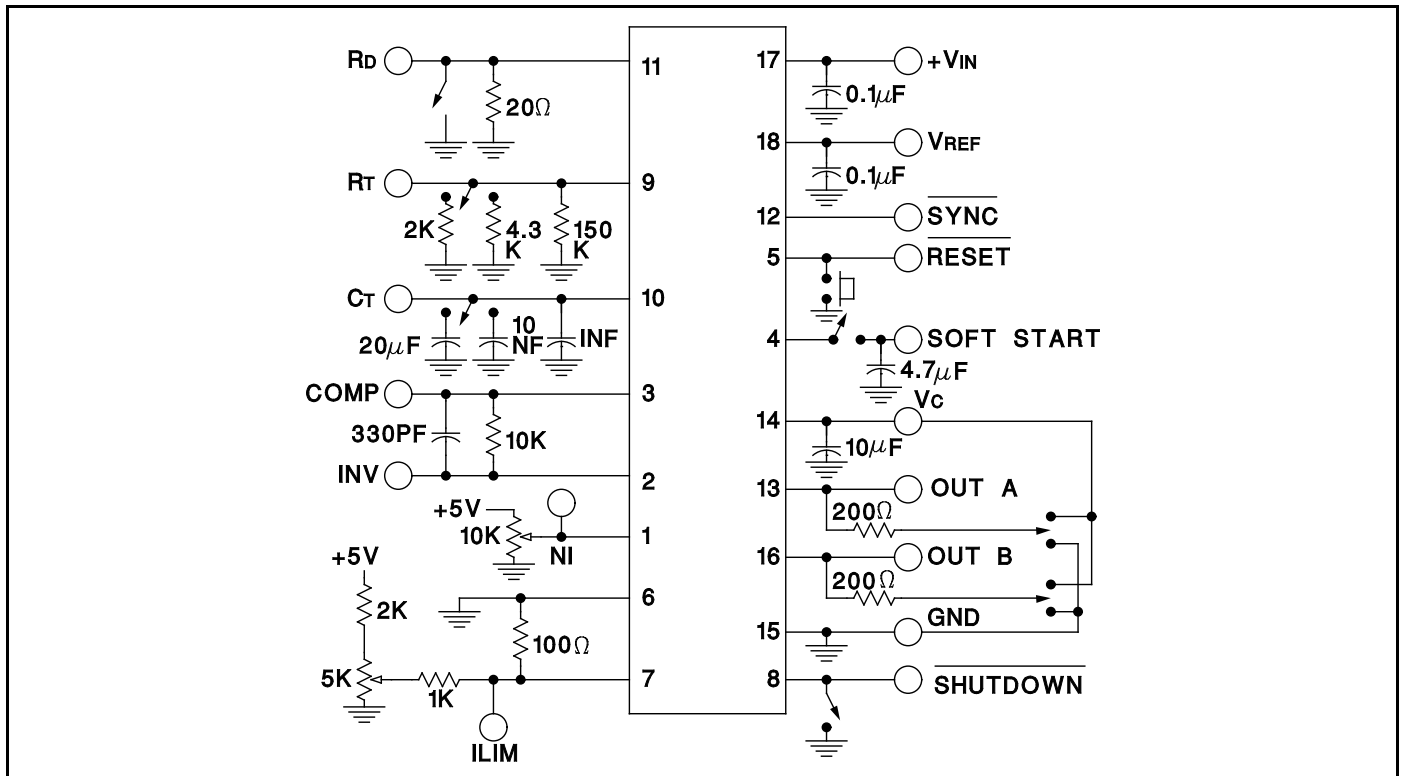 RD
11
20Ω
RT
9
2K
4.3
K
150
K
CT
10
20µF
10
NF
INF
COMP
3
330PF
10K
INV
2
+5V
10K
1
NI
+5V
2K
6
100Ω
5K
1K
7
ILIM
17
+VIN
0.1µF
18
VREF
0.1µF
12
SYNC
5
RESET
4
SOFT START
4.7µF
VC
14
10µF
13
OUT A
200Ω
16
OUT B
200Ω
GND
15
8
SHUTDOWN